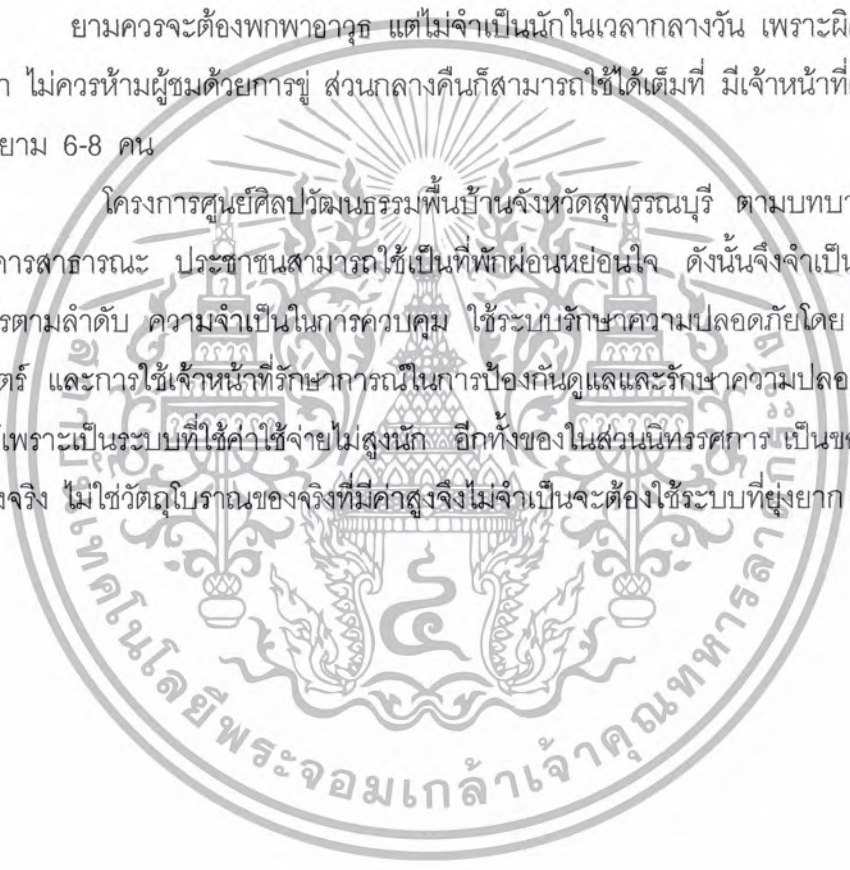 ยามควรจะต้องพกพาอาวุธ แต่ไม่จำเป็นนักในเวลากลางวัน เพราะผิด
า ไม่ควรห้ามผู้ชมด้วยการขู่ ส่วนกลางคืนก็สามารถใช้ได้เต็มที่ มีเจ้าหน้าที่
ยาม 6-8 คน
โครงการศูนย์ศิลปวัฒนธรรมพื้นบ้านจังหวัดสุพรรณบุรี ตามบทบา
การสาธารณะ ประชาชนสามารถใช้เป็นที่พักผ่อนหย่อนใจ ดังนั้นจึงจำเป็น
รตามลำดับ ความจำเป็นในการควบคุม ใช้ระบบรักษาความปลอดภัยโดย
ตร์ และการใช้เจ้าหน้าที่รักษาการณ์ในการป้องกันดูแลและรักษาความปลอ
เพราะเป็นระบบที่ใช้ค่าใช้จ่ายไม่สูงนัก อีกทั้งของในส่วนนิทรรศการ เป็นข
งจริง ไม่ใช่วัตถุโบราณของจริงที่มีค่าสูงจึงไม่จำเป็นจะต้องใช้ระบบที่ยุ่งยาก
สถาบันเทคโนโลยีพระจอมเกล้าเจ้าคุณทหารลาดกระบัง